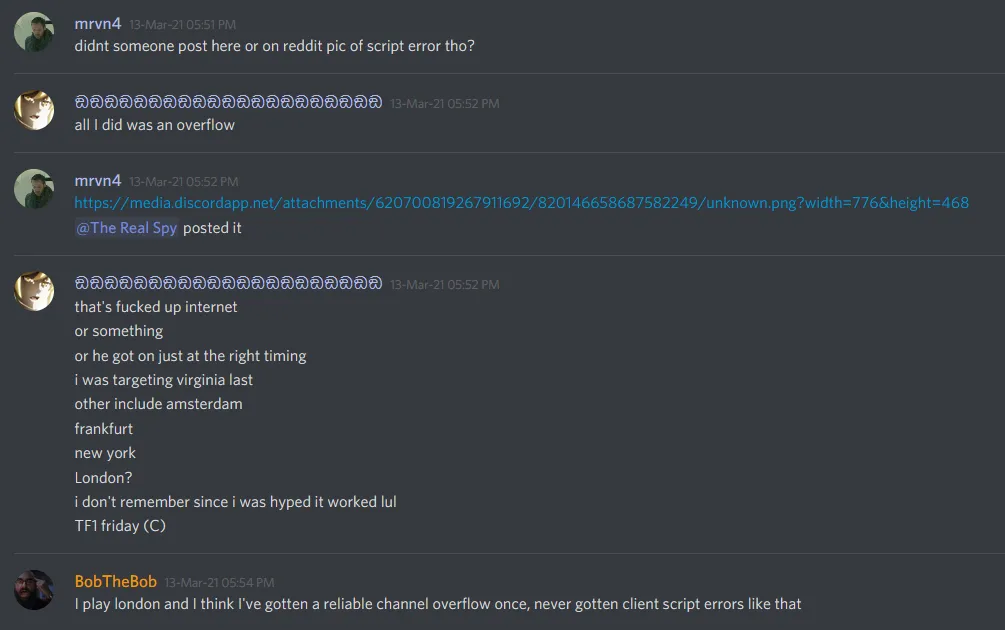 mrvn4 13-Mar-21 05:51 PM
didnt someone post here or on reddit pic of script error tho?
13-Mar-21 05:52 PM
all I did was an overflow
mrvn4 13-Mar-21 05:52 PM
https://media.discordapp.net/attachments/620700819267911692/820146658687582249/unknown.png?width=776&height=468
@The Real Spy posted it
13-Mar-21 05:52 PM
that's fucked up internet
or something
or he got on just at the right timing
i was targeting virginia last
other include amsterdam
frankfurt
new york
London?
i don't remember since i was hyped it worked lul
TF1 friday (C)
BobTheBob 13-Mar-21 05:54 PM
I play london and I think I've gotten a reliable channel overflow once, never gotten client script errors like that